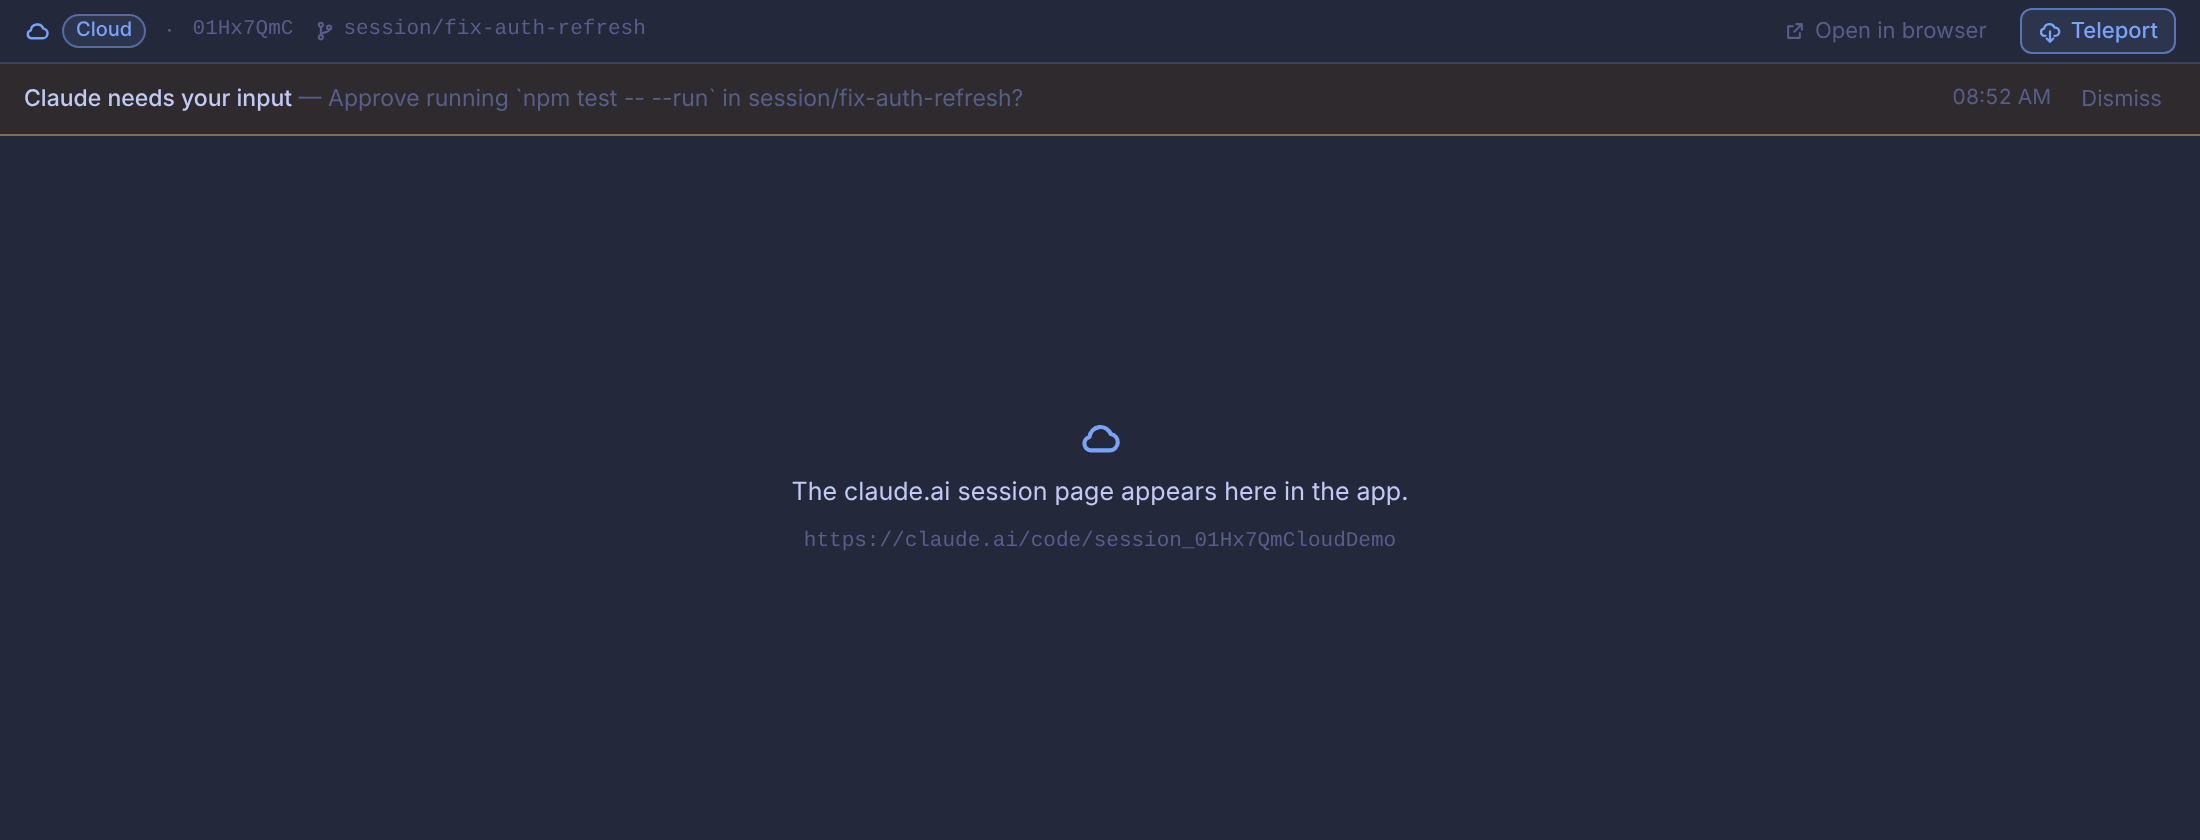 Cloud · 01Hx7QmC session/fix-auth-refresh Open in browser Teleport
Claude needs your input — Approve running `npm test -- --run` in session/fix-auth-refresh? 08:52 AM Dismiss
The claude.ai session page appears here in the app.
https://claude.ai/code/session_01Hx7QmCloudDemo